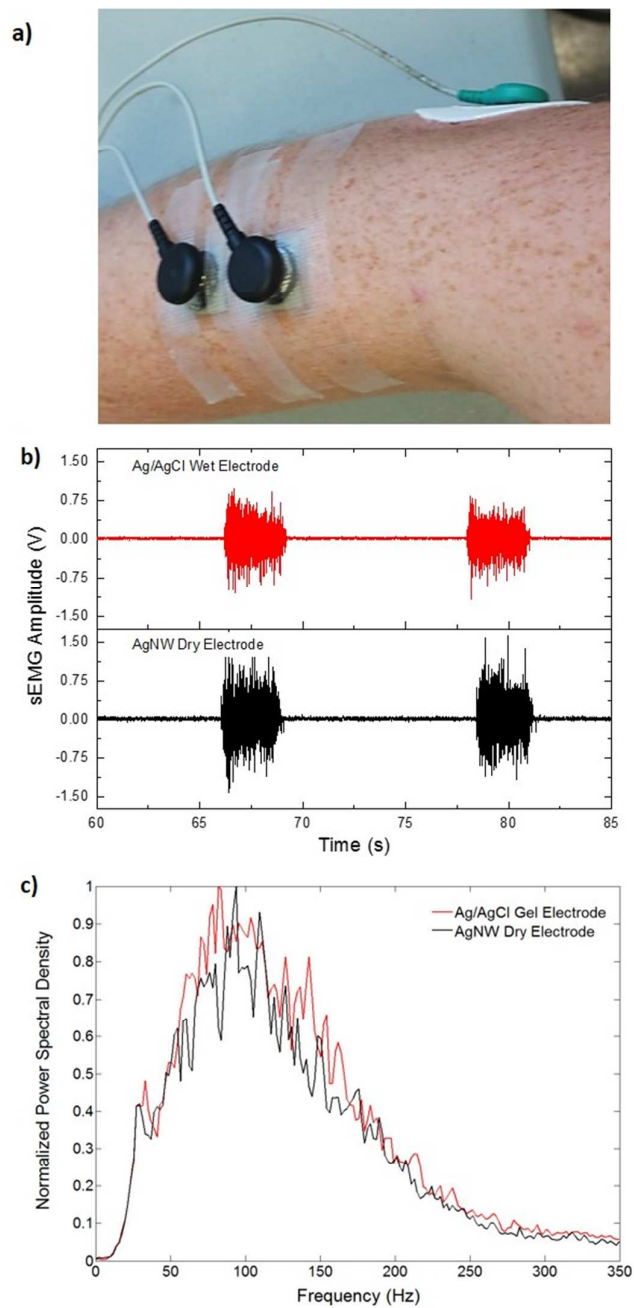 a)
b)
1.50
Ag/AgCl Wet Electrode
0.75
0.00
-0.75
-1.50
sEMG Amplitude (V)
1.50
AgNW Dry Electrode
0.75
0.00
-0.75
-1.50
60 65 70 75 80 85
Time (s)
c)
1
0.9
0.8
0.7
0.6
0.5
0.4
0.3
0.2
0.1
0
Normalized Power Spectral Density
Ag/AgCl Gel Electrode
AgNW Dry Electrode
0 50 100 150 200 250 300 350
Frequency (Hz)